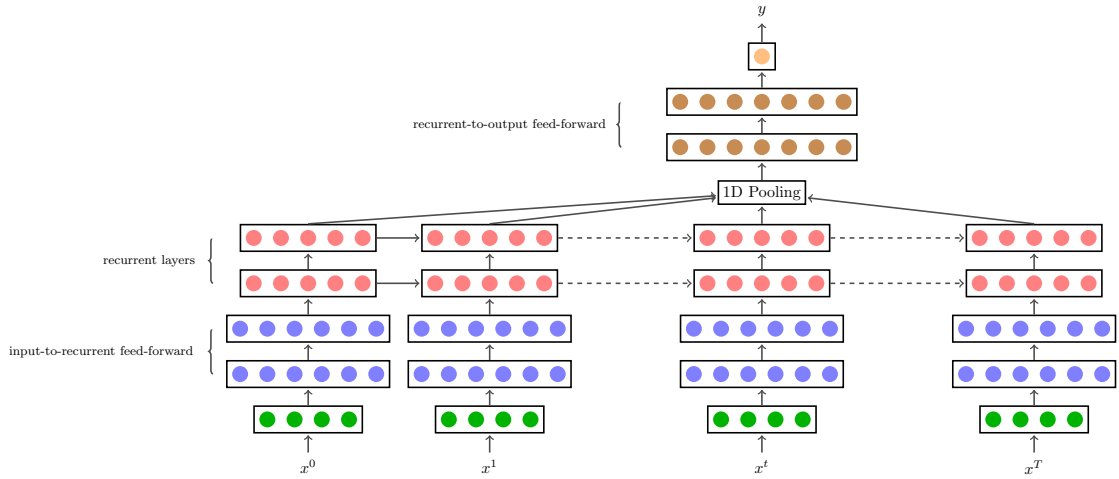 y
recurrent-to-output feed-forward
1D Pooling
recurrent layers
input-to-recurrent feed-forward
x^0 x^1 x^t x^T